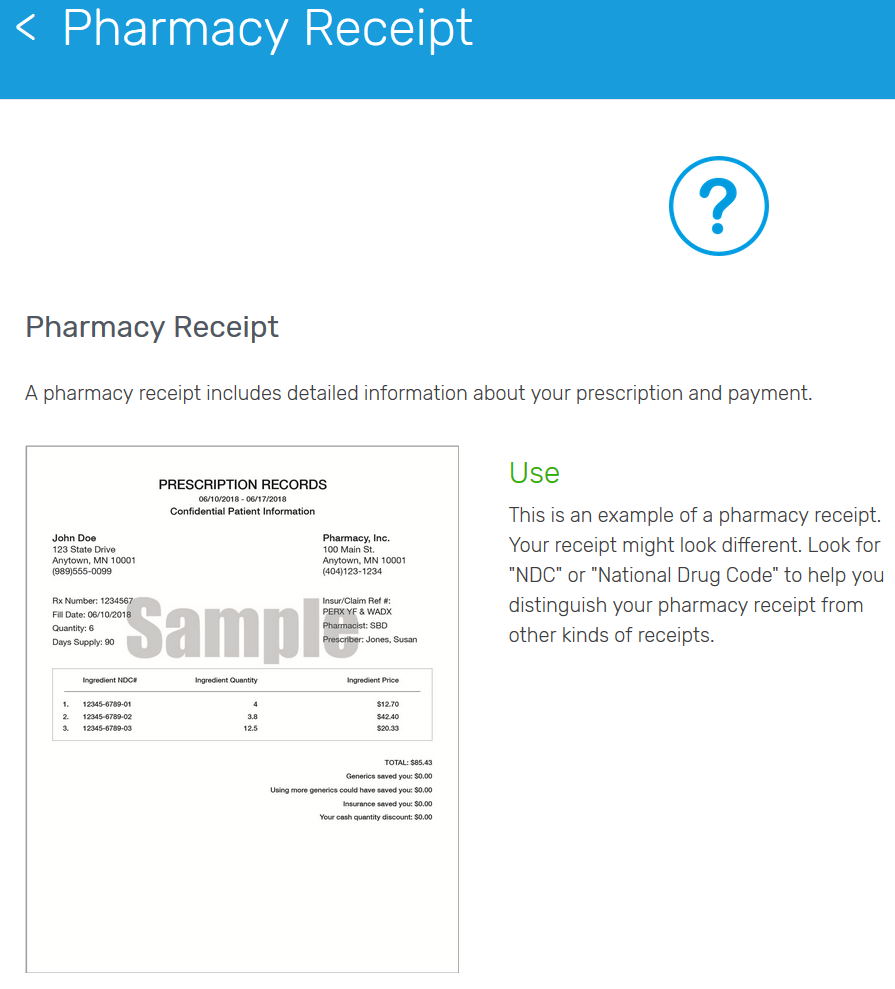 < Pharmacy Receipt
?
Pharmacy Receipt
A pharmacy receipt includes detailed information about your prescription and payment.
PRESCRIPTION RECORDS
06/10/2018 - 06/17/2018
Confidential Patient Information
John Doe
123 State Drive
Anytown, MN 10001
(989)555-0099
Pharmacy, Inc.
100 Main St.
Anytown, MN 10001
(404)123-1234
Rx Number: 1234567
Fill Date: 06/10/2018
Quantity: 6
Days Supply: 90
Sample
Insur/Claim Ref #:
PERX YF & WADX
Pharmacist: SBD
Prescriber: Jones, Susan
Ingredient NDC# Ingredient Quantity Ingredient Price
1. 12345-6789-01 4 $12.70
2. 12345-6789-02 3.8 $42.40
3. 12345-6789-03 12.5 $20.33
TOTAL: $85.43
Generics saved you: $0.00
Using more generics could have saved you: $0.00
Insurance saved you: $0.00
Your cash quantity discount: $0.00
Use
This is an example of a pharmacy receipt.
Your receipt might look different. Look for
"NDC" or "National Drug Code" to help you
distinguish your pharmacy receipt from
other kinds of receipts.